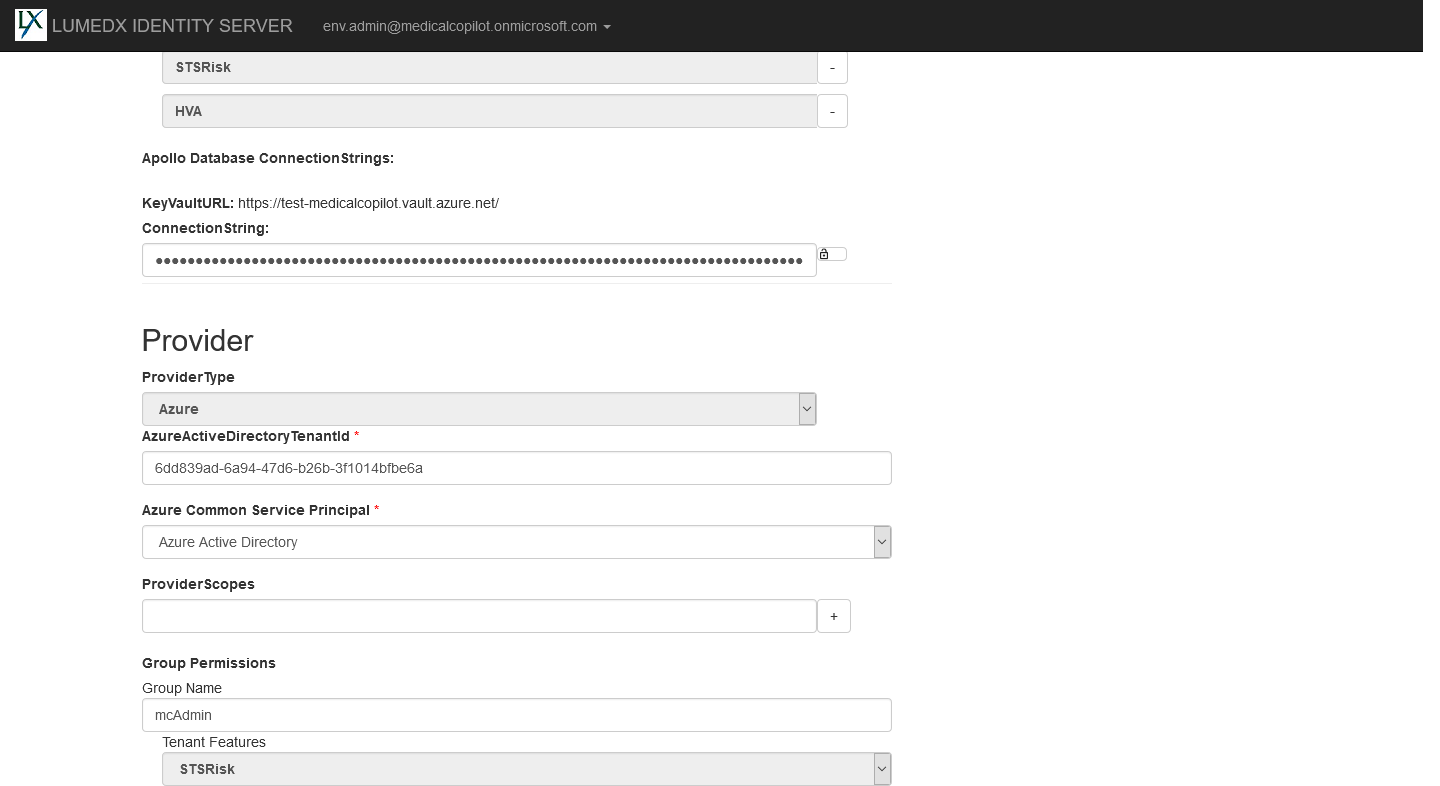 LX LUMEDX IDENTITY SERVER env.admin@medicalcopilot.onmicrosoft.com
STSRisk -
HVA -
Apollo Database ConnectionStrings:
KeyVaultURL: https://test-medicalcopilot.vault.azure.net/
ConnectionString:
Provider
ProviderType
Azure
AzureActiveDirectoryTenantId *
6dd839ad-6a94-47d6-b26b-3f1014bfbe6a
Azure Common Service Principal *
Azure Active Directory
ProviderScopes
+
Group Permissions
Group Name
mcAdmin
Tenant Features
STSRisk